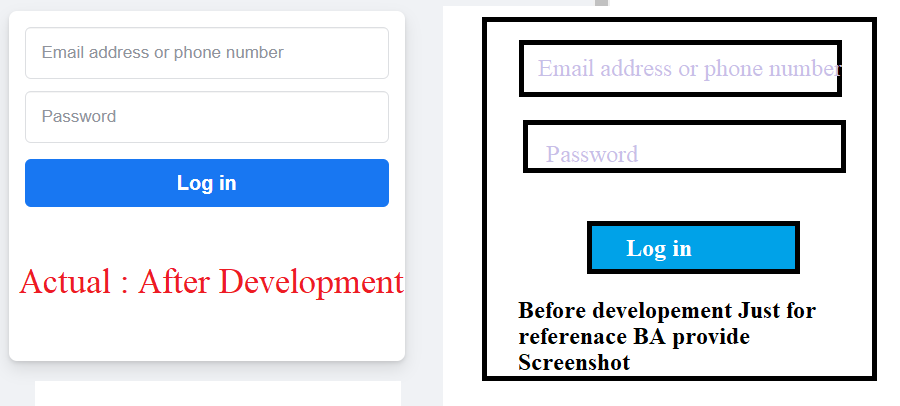 Email address or phone number
Password
Log in
Actual : After Development
Email address or phone number
Password
Log in
Before developement Just for
referenace BA provide
Screenshot